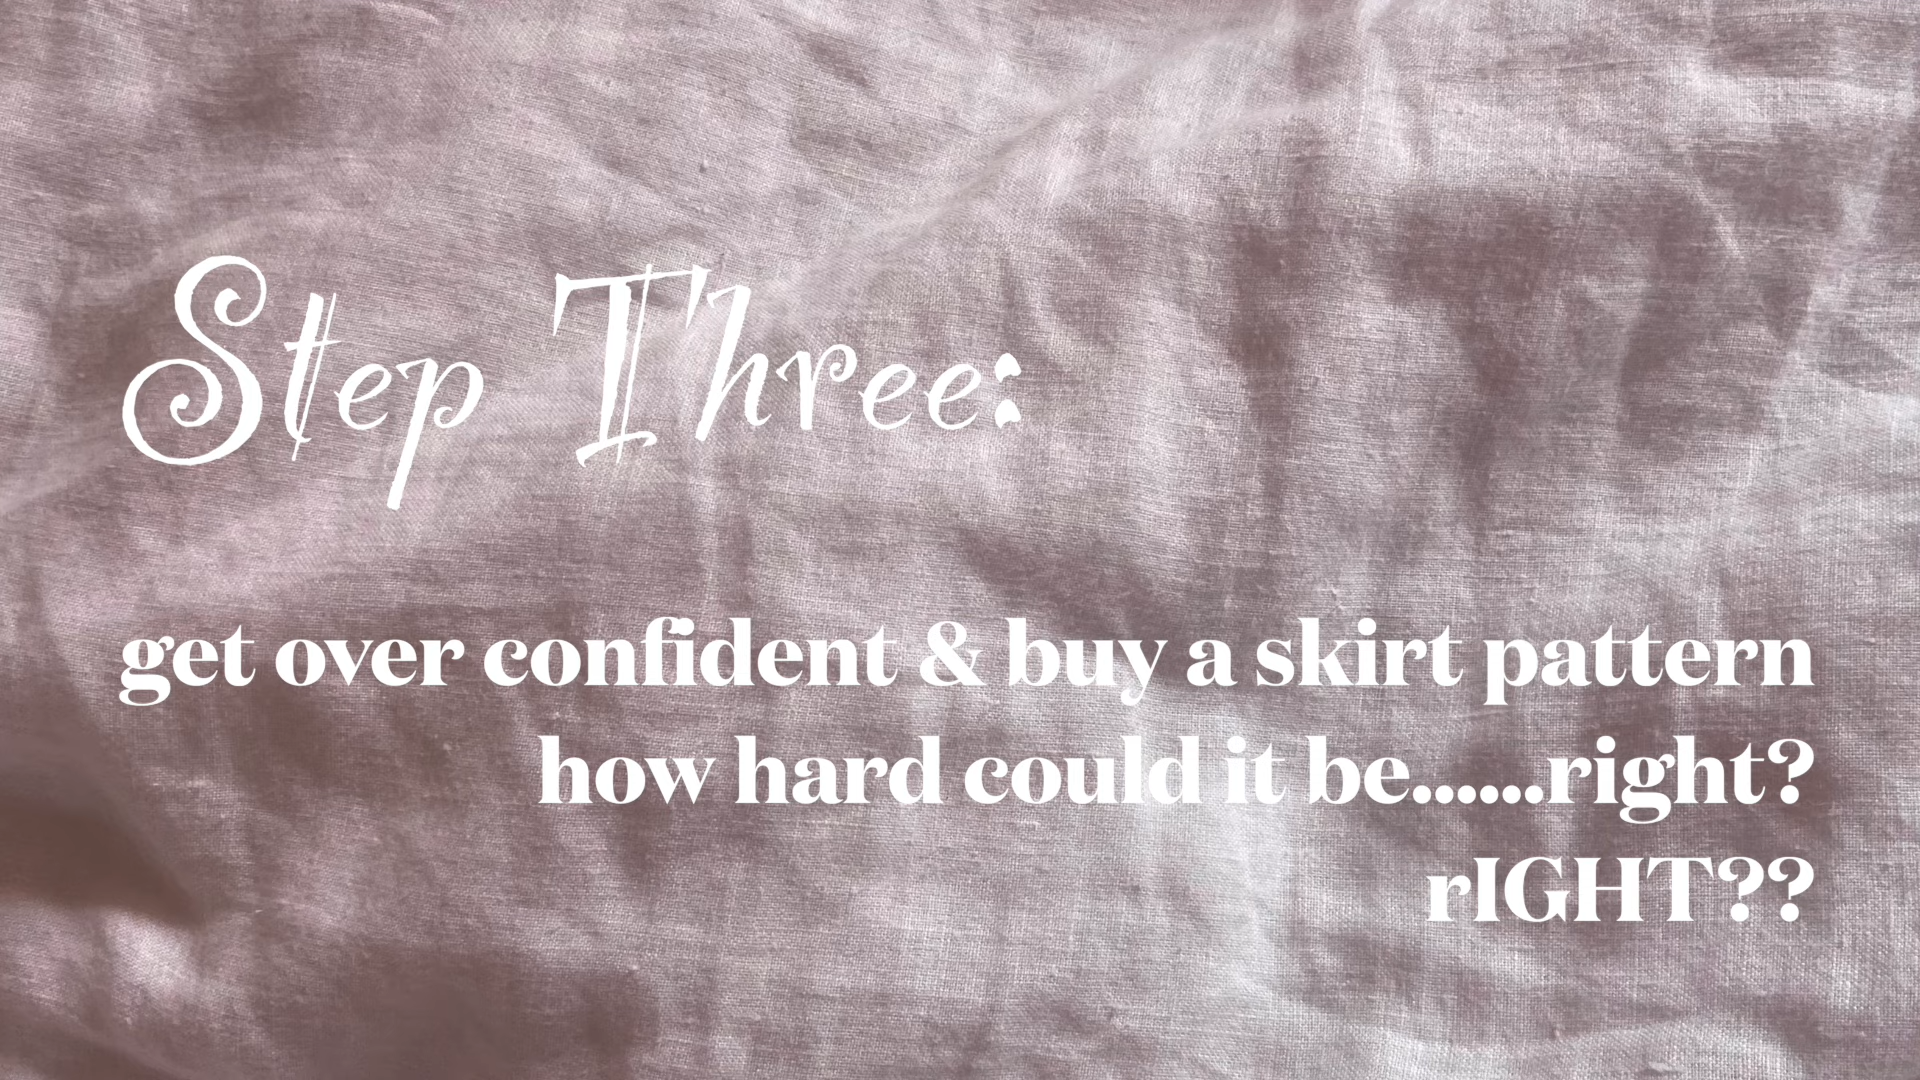 Step Three:
get over confident & buy a skirt pattern
how hard could it be......right?
rIGHT??